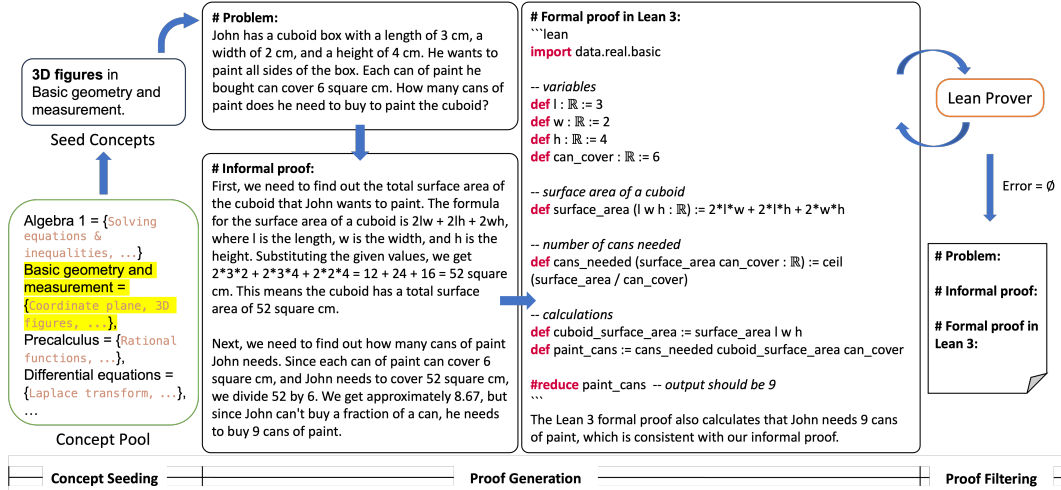 3D figures in
Basic geometry and
measurement.
Seed Concepts
Algebra 1 = {Solving
equations &
inequalities, ...}
Basic geometry and
measurement =
{Coordinate plane, 3D
figures, ...},
Precalculus = {Rational
functions, ...},
Differential equations =
{Laplace transform, ...},
...
Concept Pool
# Problem:
John has a cuboid box with a length of 3 cm, a
width of 2 cm, and a height of 4 cm. He wants to
paint all sides of the box. Each can of paint he
bought can cover 6 square cm. How many cans
of paint does he need to buy to paint the cuboid?
# Informal proof:
First, we need to find out the total surface area of
the cuboid that John wants to paint. The formula
for the surface area of a cuboid is 2lw + 2lh + 2wh,
where l is the length, w is the width, and h is the
height. Substituting the given values, we get
2*3*2 + 2*3*4 + 2*2*4 = 12 + 24 + 16 = 52 square
cm. This means the cuboid has a total surface
area of 52 square cm.
Next, we need to find out how many cans of paint
John needs. Since each can of paint can cover 6
square cm, and John needs to cover 52 square cm,
we divide 52 by 6. We get approximately 8.67, but
since John can't buy a fraction of a can, he needs
to buy 9 cans of paint.
# Formal proof in Lean 3:
```lean
import data.real.basic
-- variables
def l : ℝ := 3
def w : ℝ := 2
def h : ℝ := 4
def can_cover : ℝ := 6
-- surface area of a cuboid
def surface_area (l w h : ℝ) := 2*l*w + 2*l*h + 2*w*h
-- number of cans needed
def cans_needed (surface_area can_cover : ℝ) := ceil
(surface_area / can_cover)
-- calculations
def cuboid_surface_area := surface_area l w h
def paint_cans := cans_needed cuboid_surface_area can_cover
#reduce paint_cans -- output should be 9
```
The Lean 3 formal proof also calculates that John needs 9 cans
of paint, which is consistent with our informal proof.
Lean Prover
Error = Ø
# Problem:
# Informal proof:
# Formal proof in
Lean 3:
Concept Seeding
Proof Generation
Proof Filtering